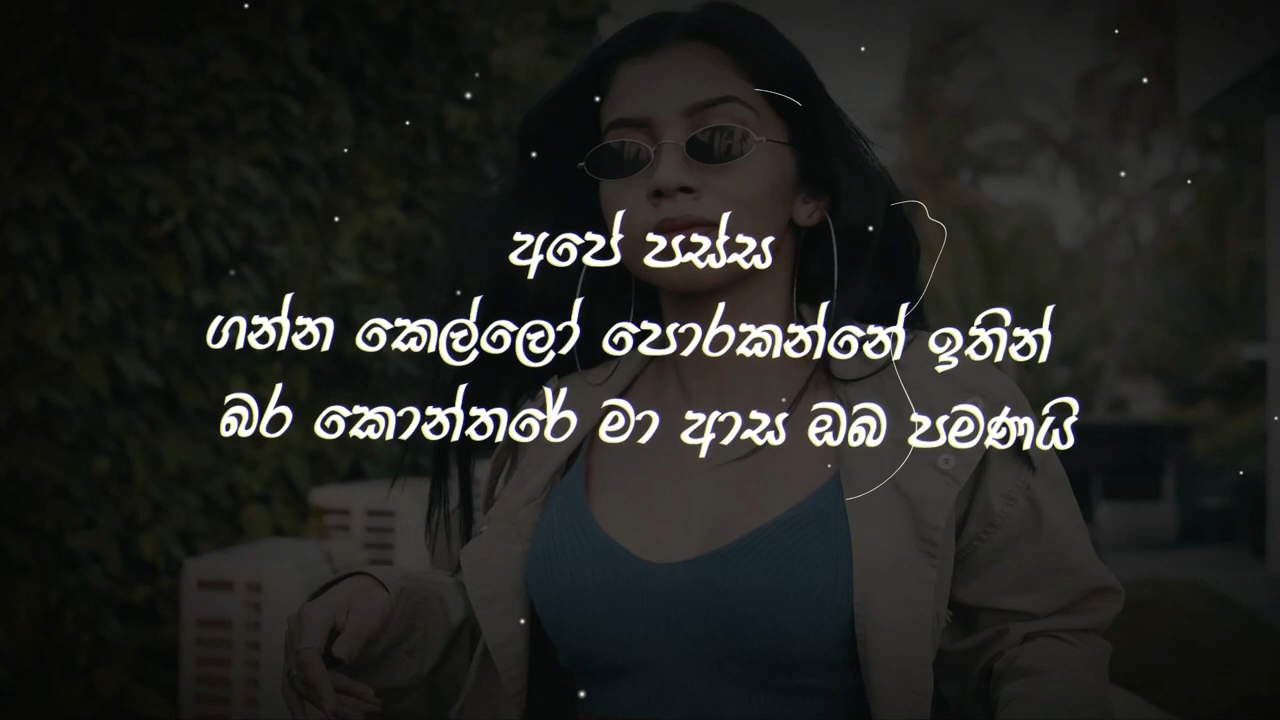 අපේ පස්ස
ගන්න කෙල්ලෝ පොරකන්නේ ඉතින්
බර කොන්තරේ මා ආස ඔබ පමණයි